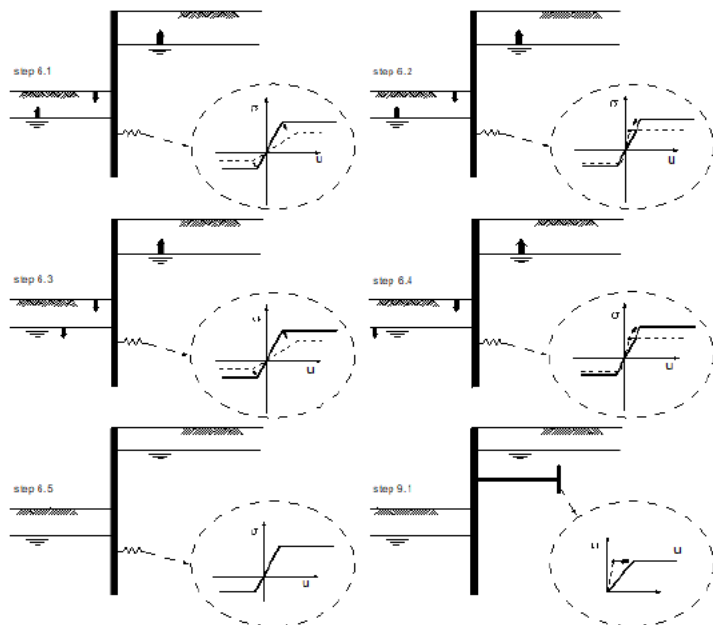 step 6.1
σ
u
step 6.2
σ
u
step 6.3
σ
u
step 6.4
σ
u
step 6.5
σ
u
step 9.1
u